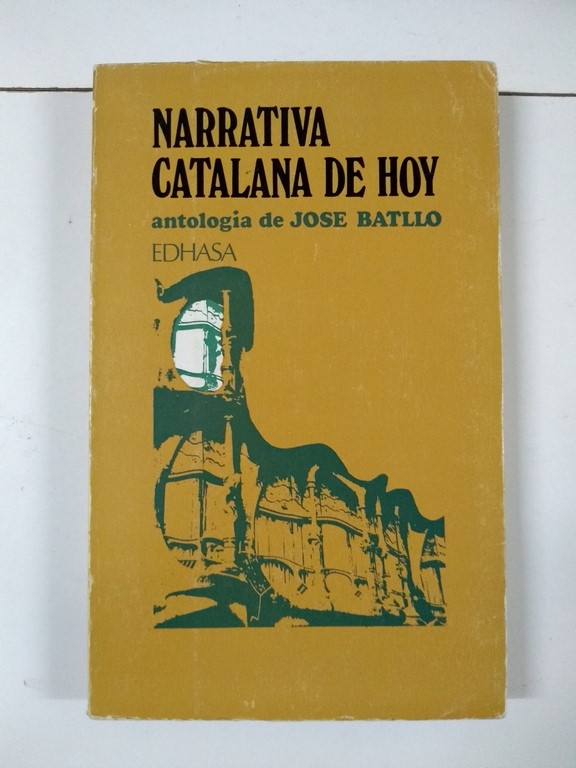 NARRATIVA
CATALANA DE HOY
antologia de JOSE BATLLO
EDHASA